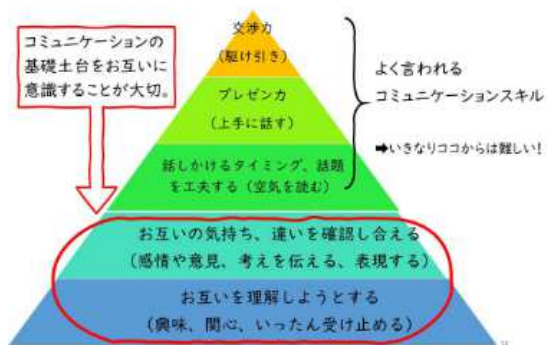 コミュニケーションの
基礎土台をお互いに
意識することが大切。
交渉力
(駆け引き)
プレゼン力
(上手に話す)
話しかけるタイミング、話題
を工夫する(空気を読む)
よく言われる
コミュニケーションスキル
➡いきなりココからは難しい!
お互いの気持ち、違いを確認し合える
(感情や意見、考えを伝える、表現する)
お互いを理解しようとする
(興味、関心、いったん受け止める)